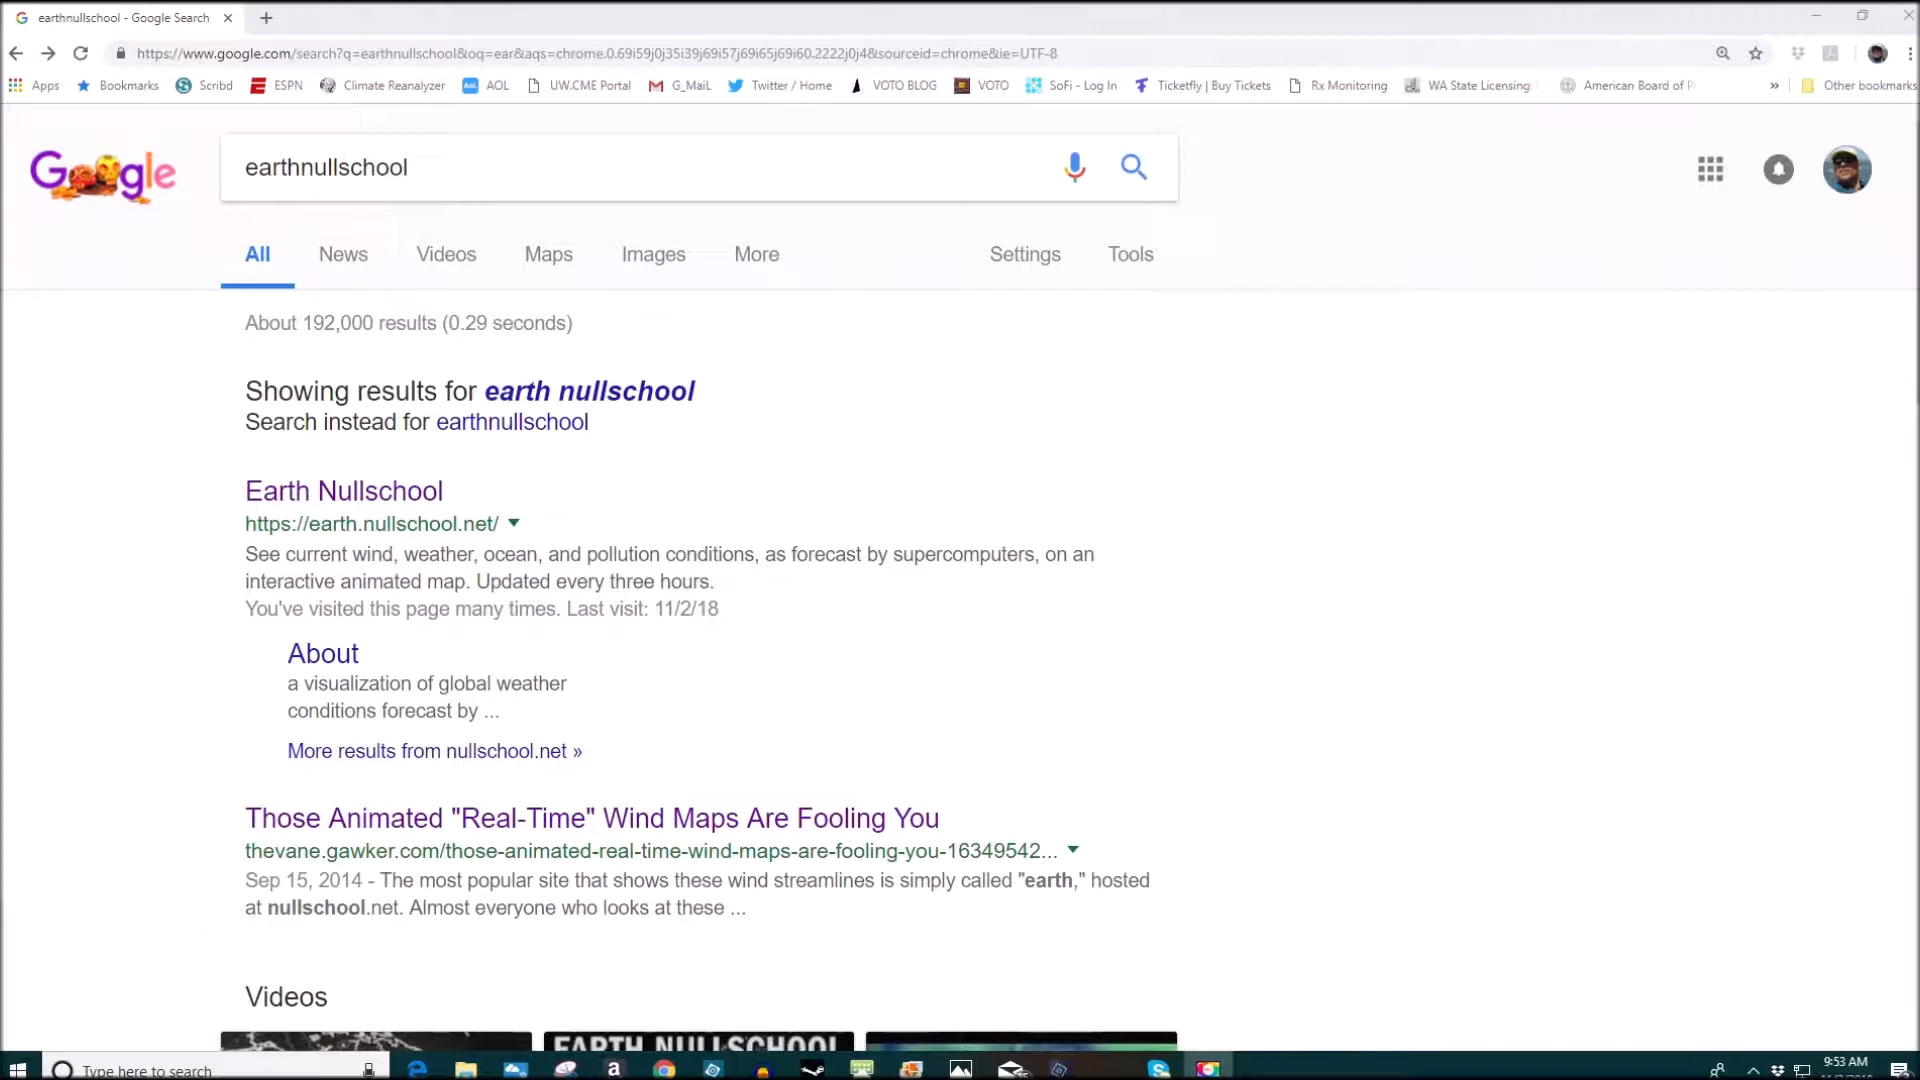 earthnullschool - Google Search
https://www.google.com/search?q=earthnullschool&oq=ear&aqs=chrome.0.69i59j0j35i39j69i57j69i65j69i60.2222j0j4&sourceid=chrome&ie=UTF-8
Apps Bookmarks Scribd ESPN Climate Reanalyzer AOL UW.CME Portal G_MaiL Twitter / Home VOTO BLOG VOTO SoFi - Log In Ticketfly | Buy Tickets Rx Monitoring WA State Licensing: American Board of P » Other bookmarks
Google
earthnullschool
All News Videos Maps Images More Settings Tools
About 192,000 results (0.29 seconds)
Showing results for earth nullschool
Search instead for earthnullschool
Earth Nullschool
https://earth.nullschool.net/
See current wind, weather, ocean, and pollution conditions, as forecast by supercomputers, on an
interactive animated map. Updated every three hours.
You've visited this page many times. Last visit: 11/2/18
About
a visualization of global weather
conditions forecast by ...
More results from nullschool.net »
Those Animated "Real-Time" Wind Maps Are Fooling You
thevane.gawker.com/those-animated-real-time-wind-maps-are-fooling-you-16349542...
Sep 15, 2014 - The most popular site that shows these wind streamlines is simply called "earth," hosted
at nullschool.net. Almost everyone who looks at these ...
Videos
EARTH NULLSCHOOL
Type here to search
9:53 AM